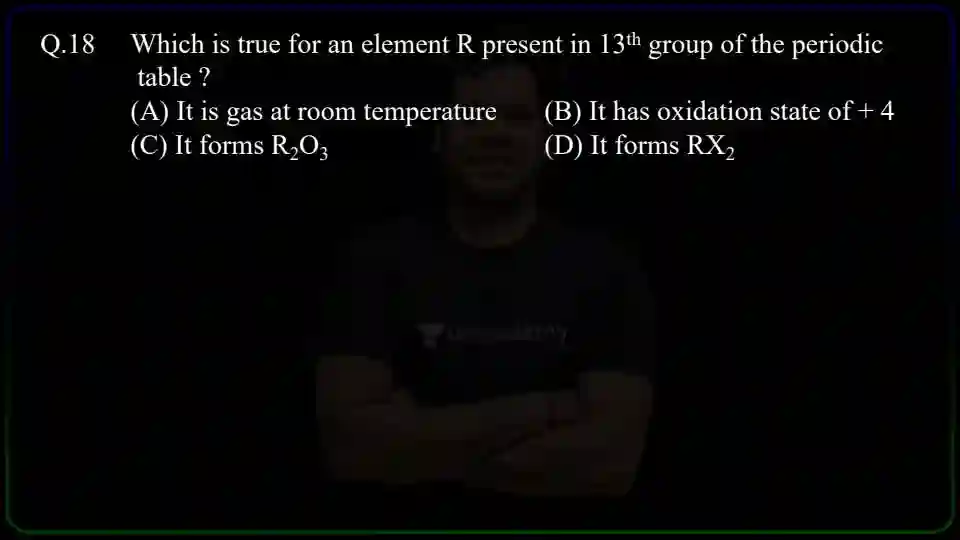 Q.18 Which is true for an element R present in 13th group of the periodic
table ?
(A) It is gas at room temperature (B) It has oxidation state of + 4
(C) It forms R₂O₃ (D) It forms RX₂